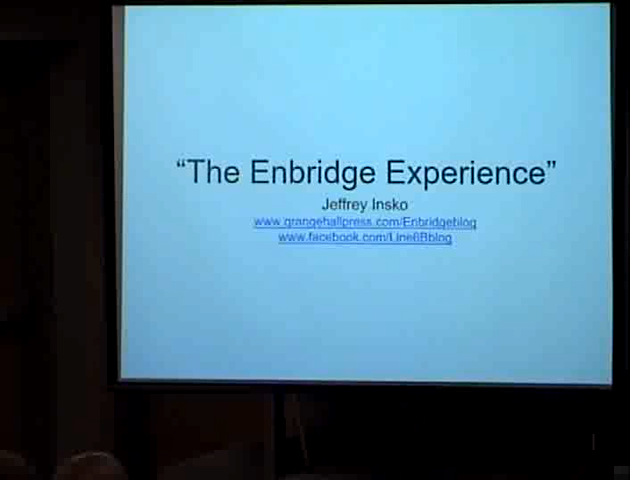 “The Enbridge Experience”
Jeffrey Insko
www.grangehallpress.com/Enbridgeblog
www.facebook.com/Line6Bblog